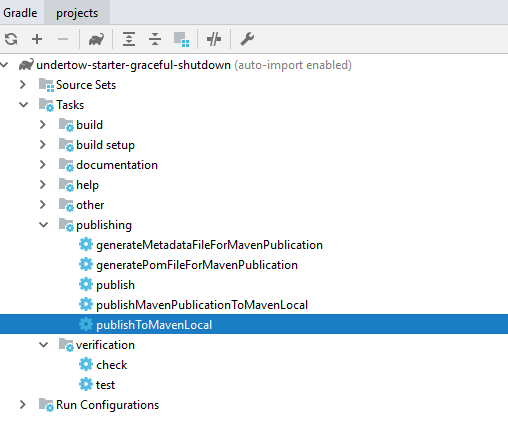 Gradle projects
undertow-starter-graceful-shutdown (auto-import enabled)
Source Sets
Tasks
build
build setup
documentation
help
other
publishing
generateMetadataFileForMavenPublication
generatePomFileForMavenPublication
publish
publishMavenPublicationToMavenLocal
publishToMavenLocal
verification
check
test
Run Configurations